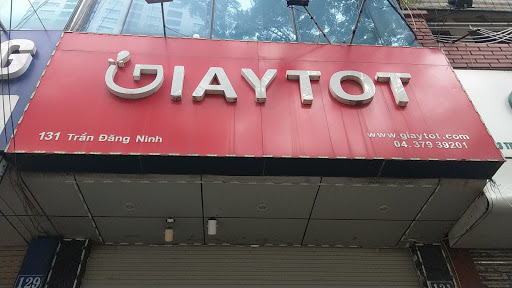 GIAYTOT
131 Trần Đăng Ninh
www.giaytot.com
04.379 39201
G
129